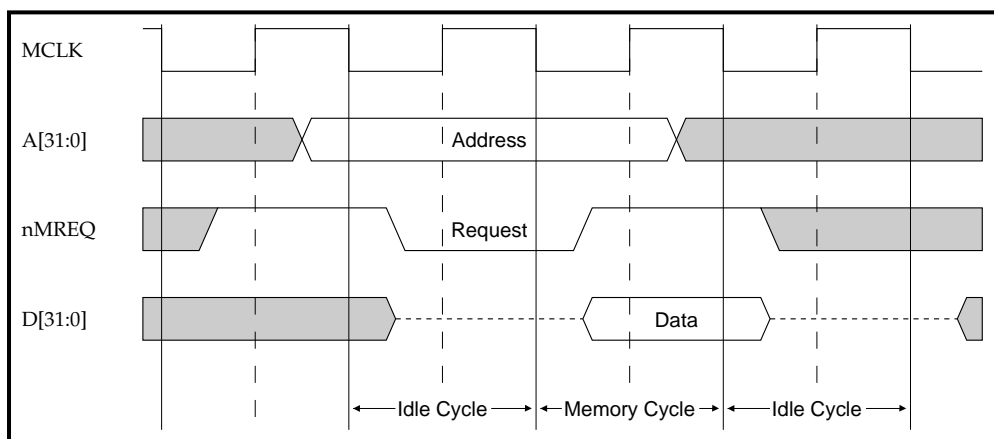 MCLK
A[31:0]
Address
nMREQ
Request
D[31:0]
Data
Idle Cycle
Memory Cycle
Idle Cycle